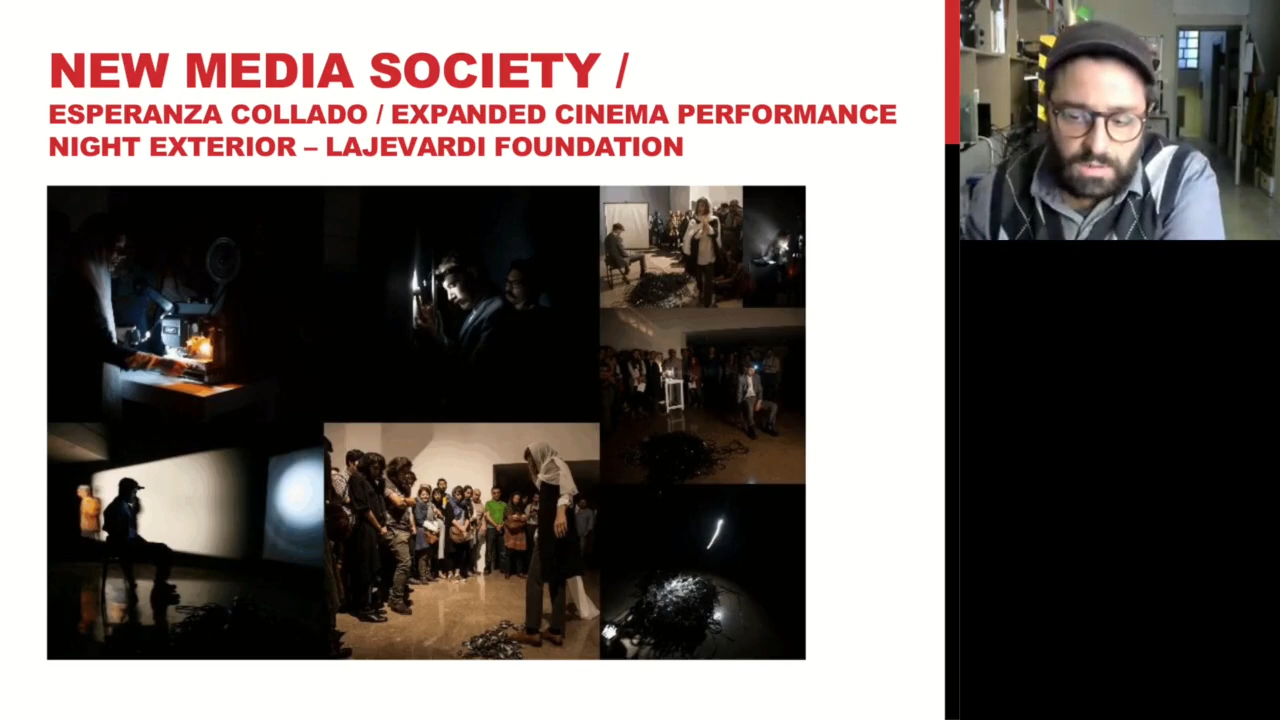 NEW MEDIA SOCIETY /
ESPERANZA COLLADO / EXPANDED CINEMA PERFORMANCE
NIGHT EXTERIOR – LAJEVARDI FOUNDATION